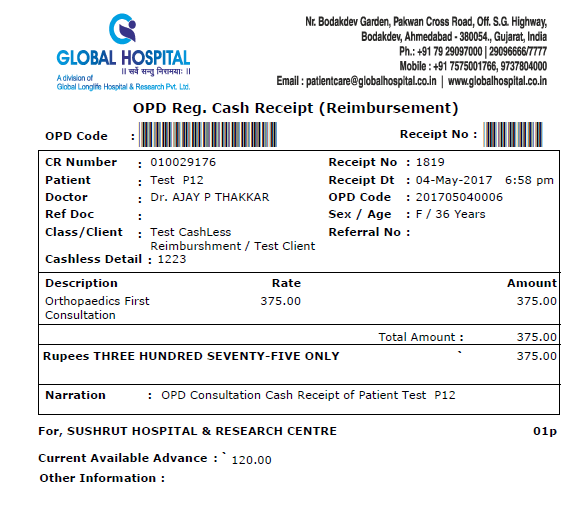 Nr. Bodakdev Garden, Pakwan Cross Road, Off. S.G. Highway,
Bodakdev, Ahmedabad - 380054., Gujarat, India
Ph.: +91 79 29097000 | 29096666/7777
Mobile : +91 7575001766, 9737804000
Email : patientcare@globalhospital.co.in | www.globalhospital.co.in
GLOBAL HOSPITAL
|| सर्वे सन्तु निरामयाः ||
A division of
Global Longlife Hospital & Research Pvt. Ltd.
OPD Reg. Cash Receipt (Reimbursement)
OPD Code : Receipt No :
CR Number : 010029176 Receipt No : 1819
Patient : Test P12 Receipt Dt : 04-May-2017 6:58 pm
Doctor : Dr. AJAY P THAKKAR OPD Code : 201705040006
Ref Doc : Sex / Age : F / 36 Years
Class/Client : Test CashLess Referral No :
Reimburshment / Test Client
Cashless Detail : 1223
Description Rate Amount
Orthopaedics First 375.00 375.00
Consultation
Total Amount : 375.00
Rupees THREE HUNDRED SEVENTY-FIVE ONLY ` 375.00
Narration : OPD Consultation Cash Receipt of Patient Test P12
For, SUSHRUT HOSPITAL & RESEARCH CENTRE 01p
Current Available Advance : ` 120.00
Other Information :